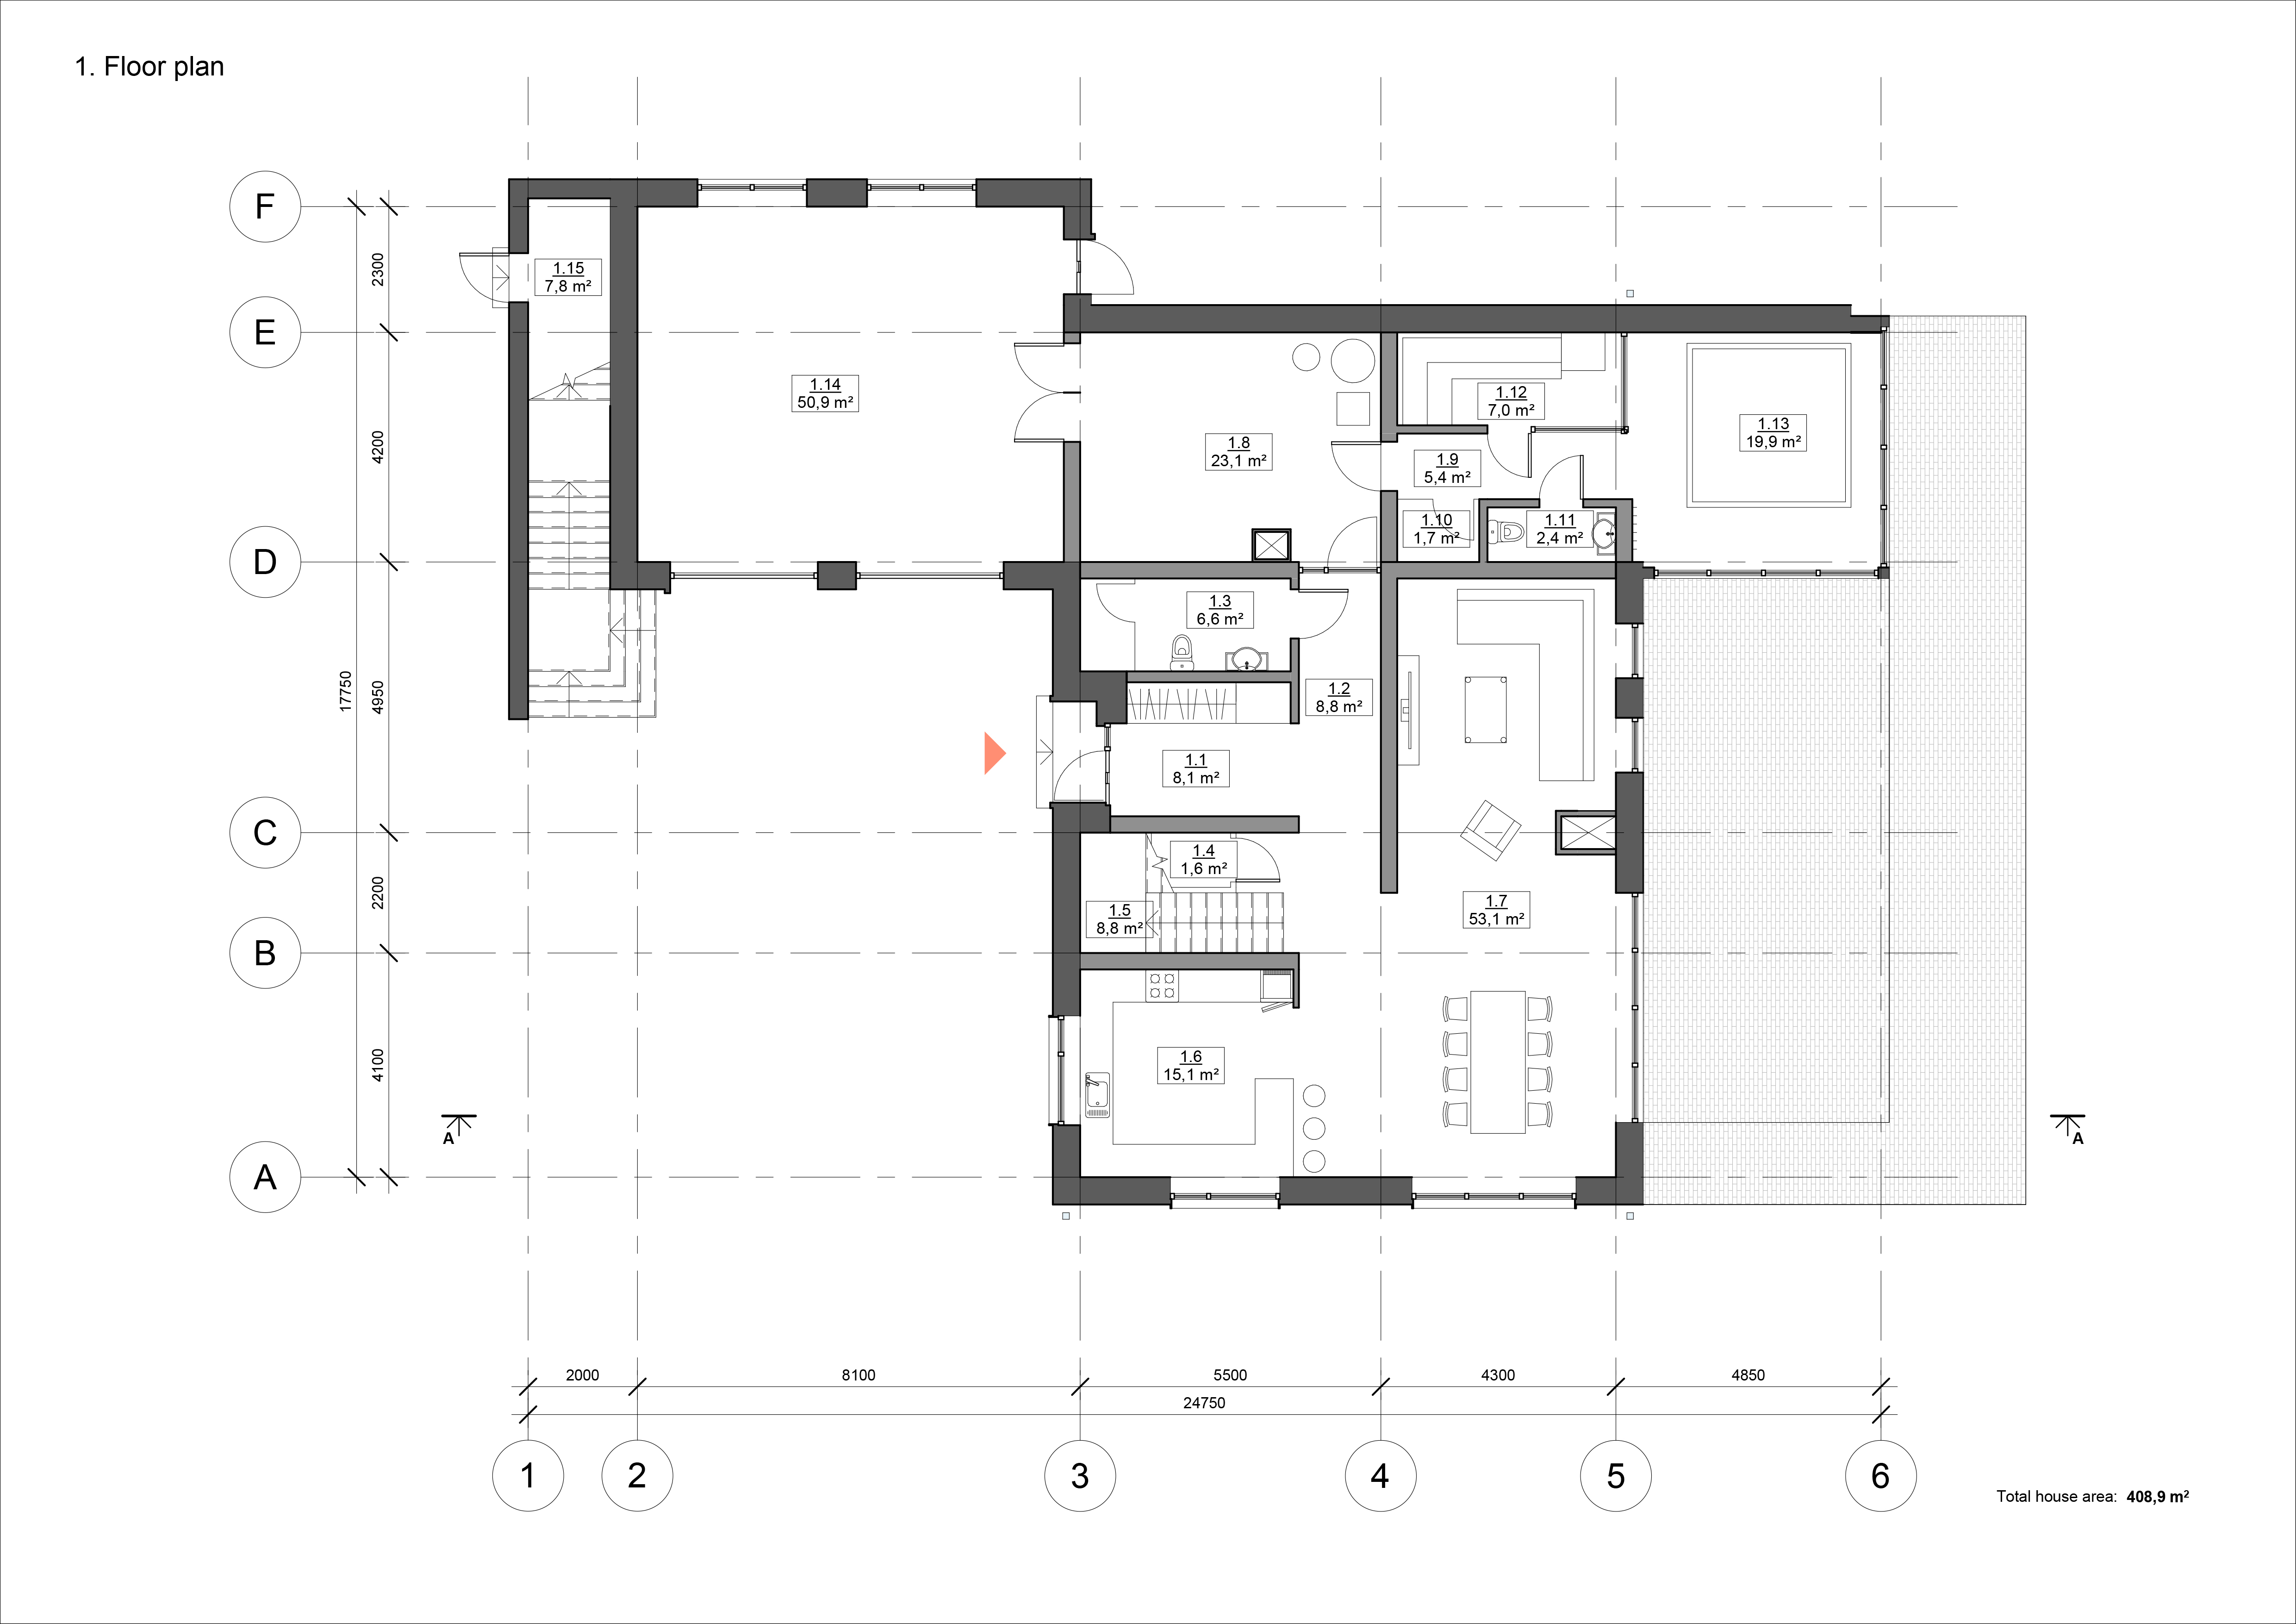 1. Floor plan
F
2300
1.15
7,8 m²
E
1.14
50,9 m²
4200
1.8
23,1 m²
1.12
7,0 m²
1.13
19,9 m²
1.9
5,4 m²
1.10
1,7 m²
1.11
2,4 m²
D
1.3
6,6 m²
17750
4950
1.2
8,8 m²
1.1
8,1 m²
C
1.4
1,6 m²
2200
1.5
8,8 m²
1.7
53,1 m²
B
4100
1.6
15,1 m²
A
A
A
2000
8100
5500
4300
4850
24750
1
2
3
4
5
6
Total house area: 408,9 m²